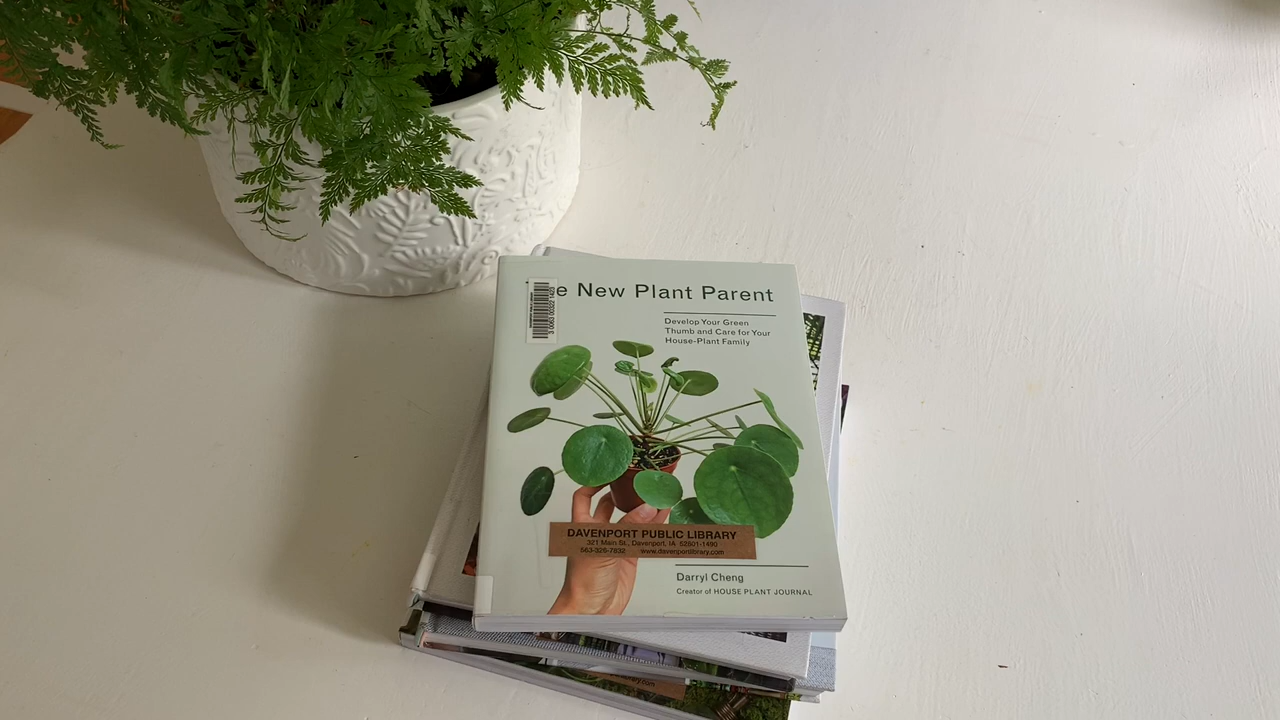 e New Plant Parent
Develop Your Green
Thumb and Care for Your
House-Plant Family
DAVENPORT PUBLIC LIBRARY
321 Main St., Davenport, IA 52801-1490
563-326-7832 www.davenportlibrary.com
Darryl Cheng
Creator of HOUSE PLANT JOURNAL